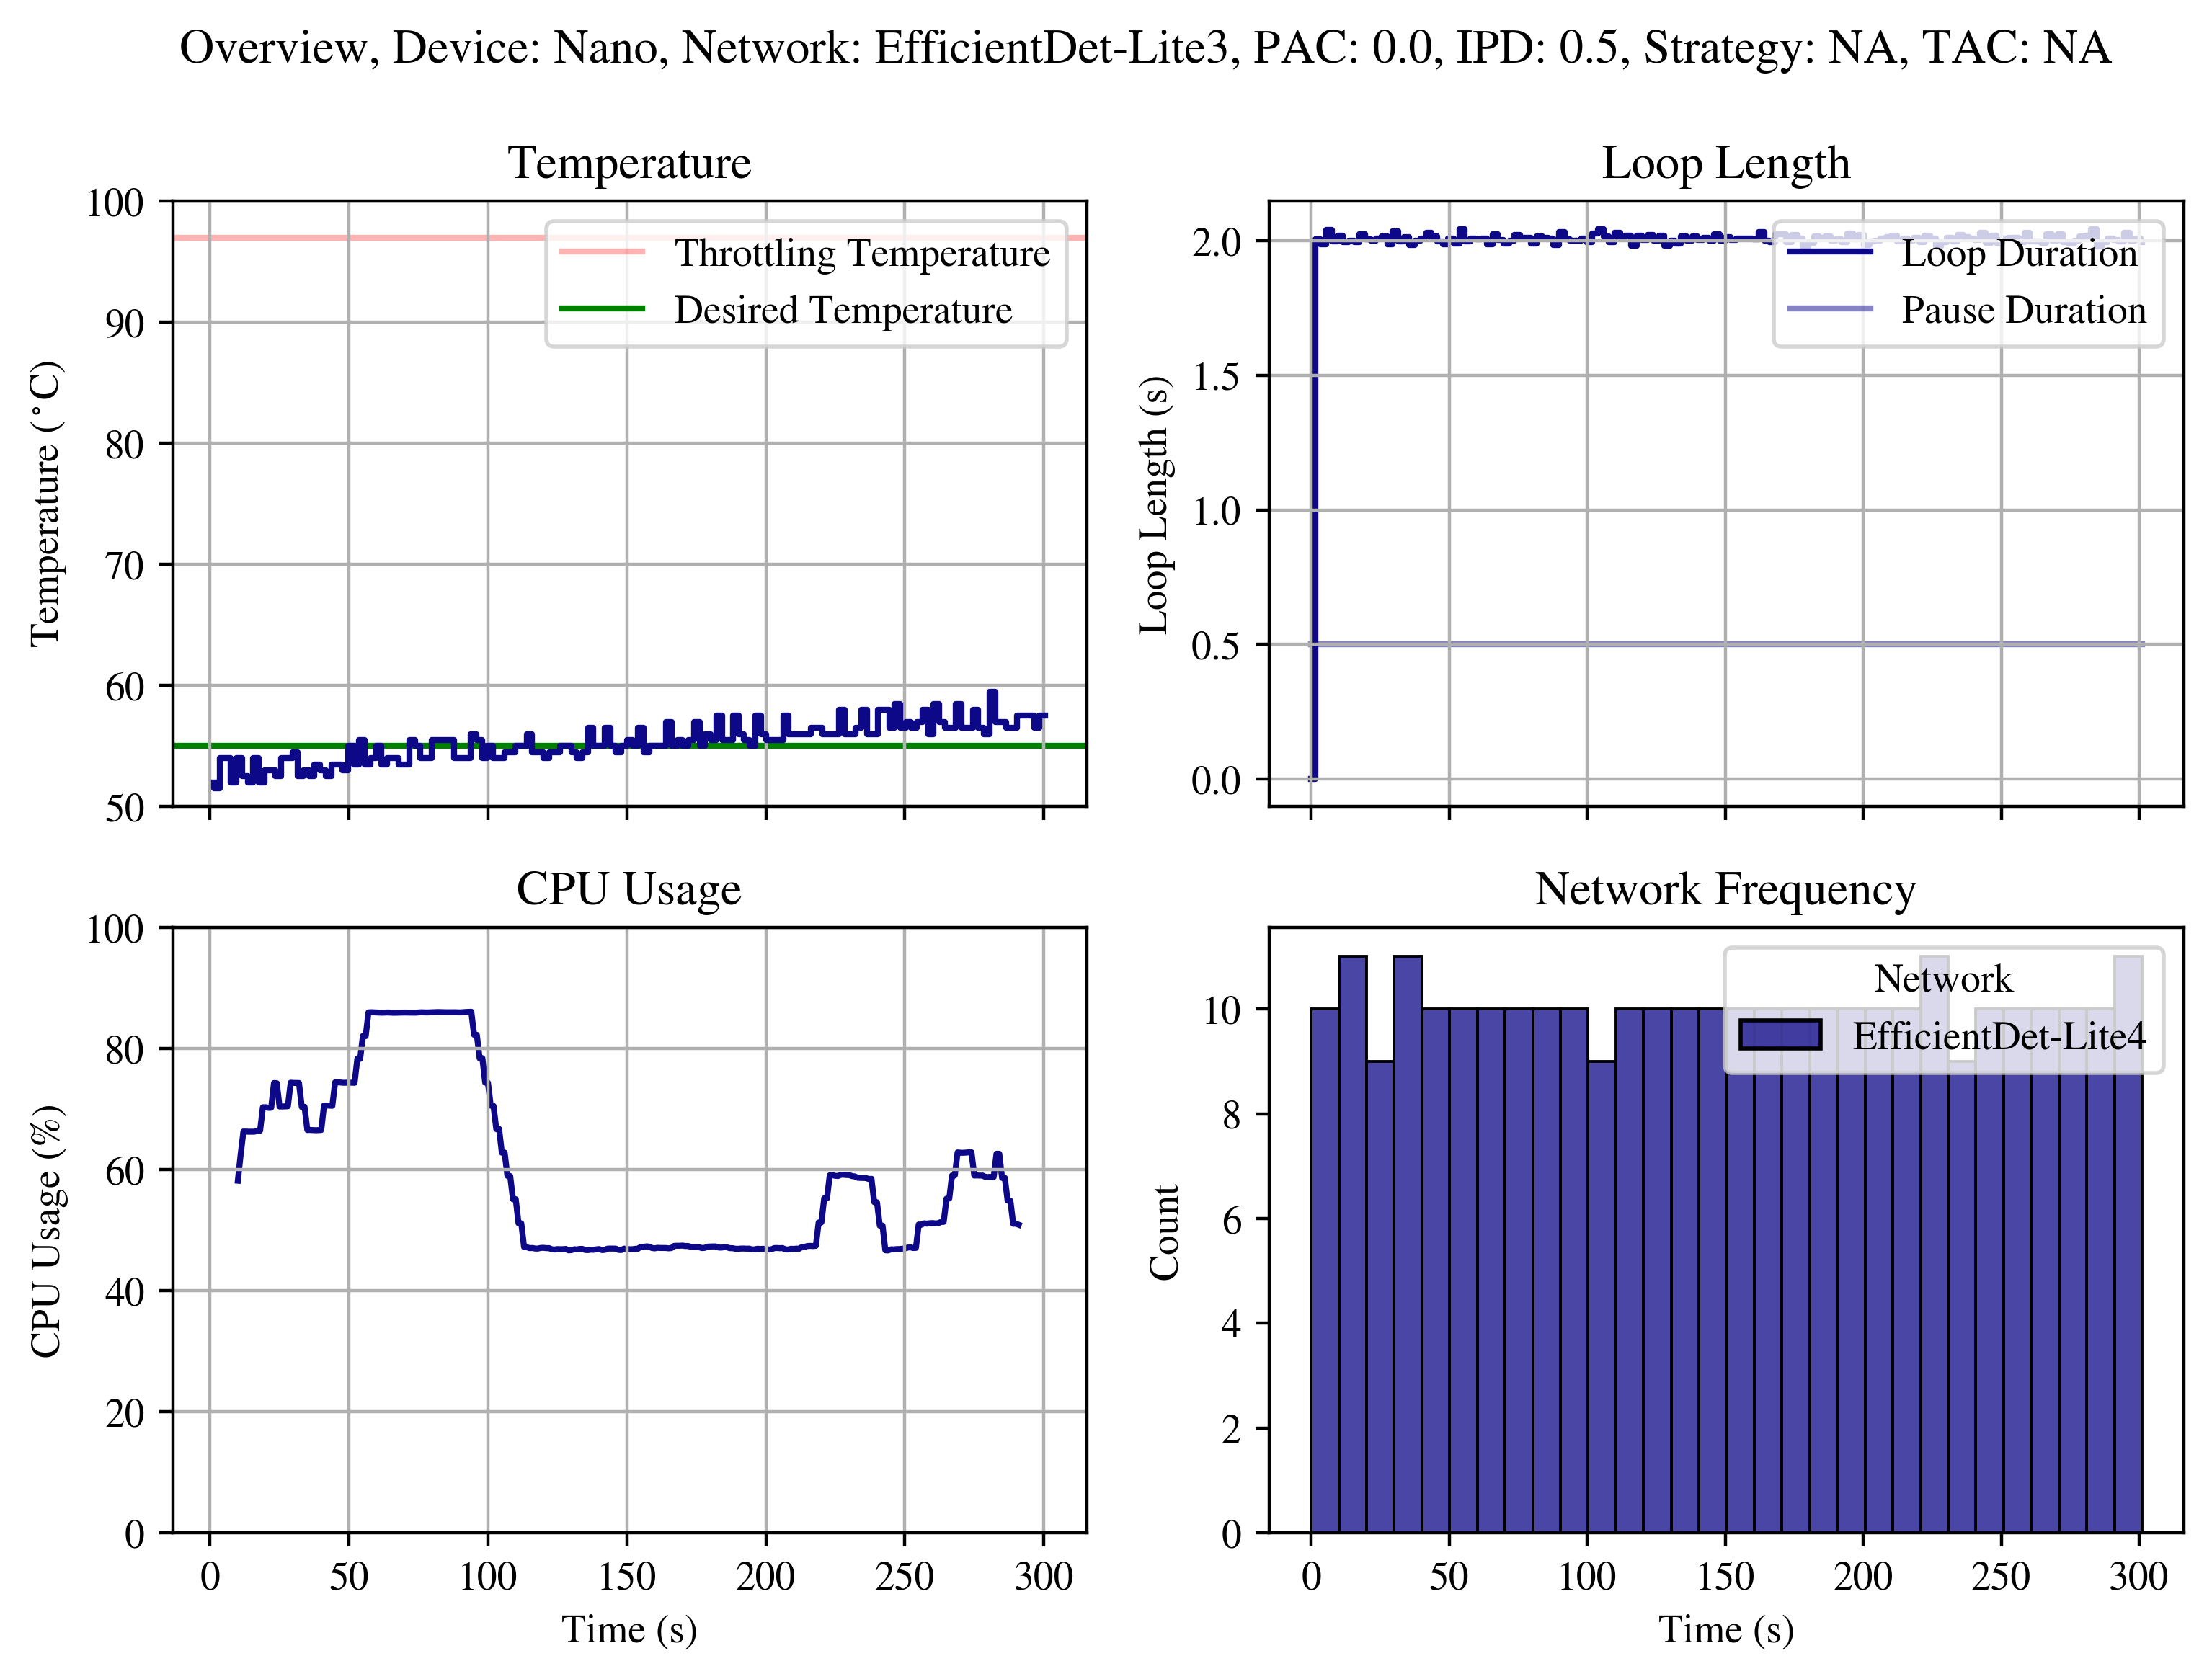 Overview, Device: Nano, Network: EfficientDet-Lite3, PAC: 0.0, IPD: 0.5, Strategy: NA, TAC: NA
Temperature
100
90
80
70
60
50
Temperature (°C)
Throttling Temperature
Desired Temperature
Loop Length
2.0
1.5
1.0
0.5
0.0
Loop Length (s)
Loop Duration
Pause Duration
CPU Usage
100
80
60
40
20
0
CPU Usage (%)
0 50 100 150 200 250 300
Time (s)
Network Frequency
10
8
6
4
2
0
Count
Network
EfficientDet-Lite4
0 50 100 150 200 250 300
Time (s)